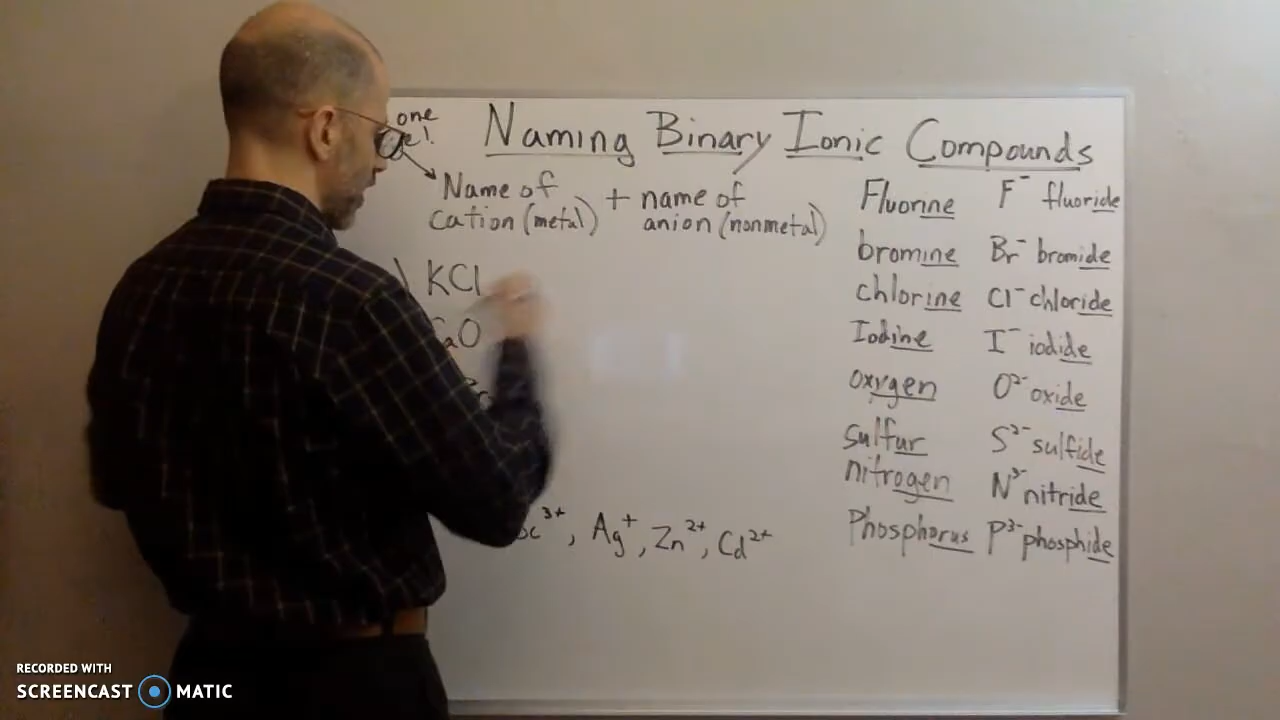 one
Naming Binary Ionic Compounds
Name of + name of
cation (metal) anion (nonmetal)
Fluorine F⁻ fluoride
bromine Br⁻ bromide
) KCl
chlorine Cl⁻ chloride
aO
Iodine I⁻ iodide
oxygen O²⁻ oxide
sulfur S²⁻ sulfide
nitrogen N³⁻ nitride
³⁺, Ag⁺, Zn²⁺, Cd²⁺
Phosphorus P³⁻ phosphide
RECORDED WITH
SCREENCAST MATIC